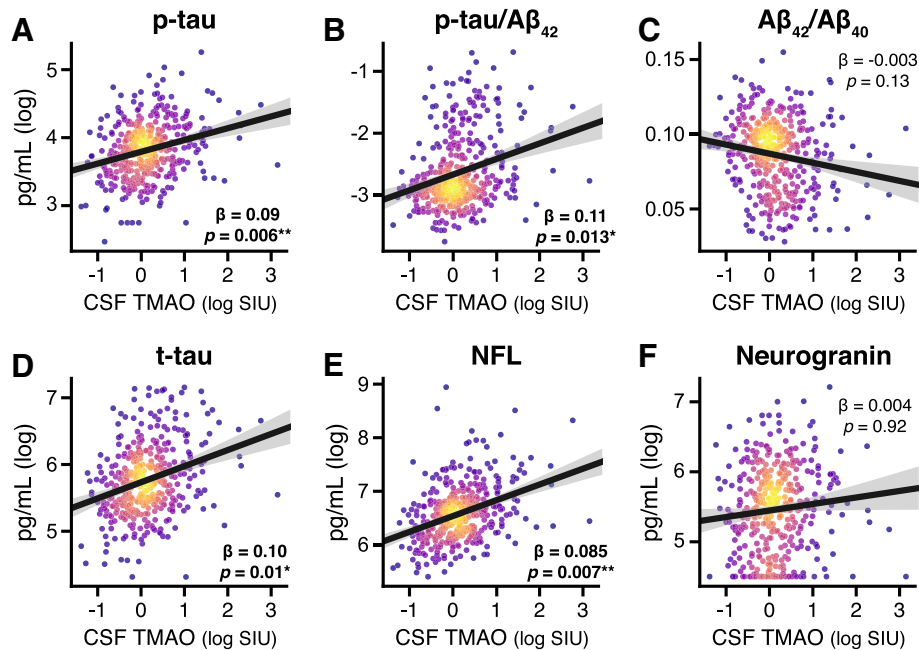 A
p-tau
pg/mL (log)
5
4
3
β = 0.09
p = 0.006**
-1 0 1 2 3
CSF TMAO (log SIU)
B
p-tau/Aβ₄₂
-1
-2
-3
β = 0.11
p = 0.013*
-1 0 1 2 3
CSF TMAO (log SIU)
C
Aβ₄₂/Aβ₄₀
0.15
0.10
0.05
β = -0.003
p = 0.13
-1 0 1 2 3
CSF TMAO (log SIU)
D
t-tau
pg/mL (log)
7
6
5
β = 0.10
p = 0.01*
-1 0 1 2 3
CSF TMAO (log SIU)
E
NFL
pg/mL (log)
9
8
7
6
β = 0.085
p = 0.007**
-1 0 1 2 3
CSF TMAO (log SIU)
F
Neurogranin
pg/mL (log)
7
6
5
β = 0.004
p = 0.92
-1 0 1 2 3
CSF TMAO (log SIU)